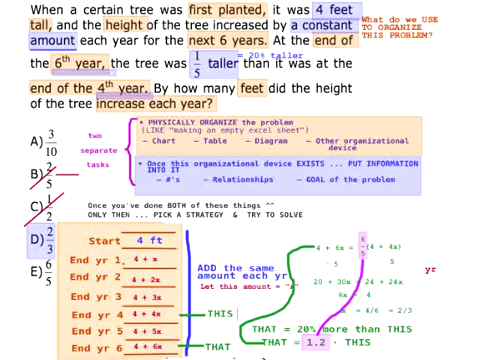 When a certain tree was first planted, it was 4 feet
tall, and the height of the tree increased by a constant
amount each year for the next 6 years. At the end of
the 6th year, the tree was 1/5 taller than it was at the
= 20% taller
end of the 4th year. By how many feet did the height
of the tree increase each year?
What do we USE
TO ORGANIZE
THIS PROBLEM?
A) 3/10
B) 2/5
C) 1/2
D) 2/3
E) 6/5
two
separate
tasks
• PHYSICALLY ORGANIZE the problem
(LIKE "making an empty excel sheet")
— Chart — Table — Diagram — Other organizational
device
• Once this organizational device EXISTS ... PUT INFORMATION
INTO IT
— #'s — Relationships — GOAL of the problem
Once you've done BOTH of these things ^^
ONLY THEN ... PICK A STRATEGY & TRY TO SOLVE
Start 4 ft
End yr 1 4 + x
End yr 2 4 + 2x
End yr 3 4 + 3x
End yr 4 4 + 4x
End yr 5 4 + 5x
End yr 6 4 + 6x
ADD the same
amount each yr
Let this amount = "x"
THIS
THAT
4 + 6x = 6/5 (4 + 4x)
· 5 5
20 + 30x = 24 + 24x
6x = 4
x = 4/6 = 2/3
yr
THAT = 20% more than THIS
THAT = 1.2 · THIS